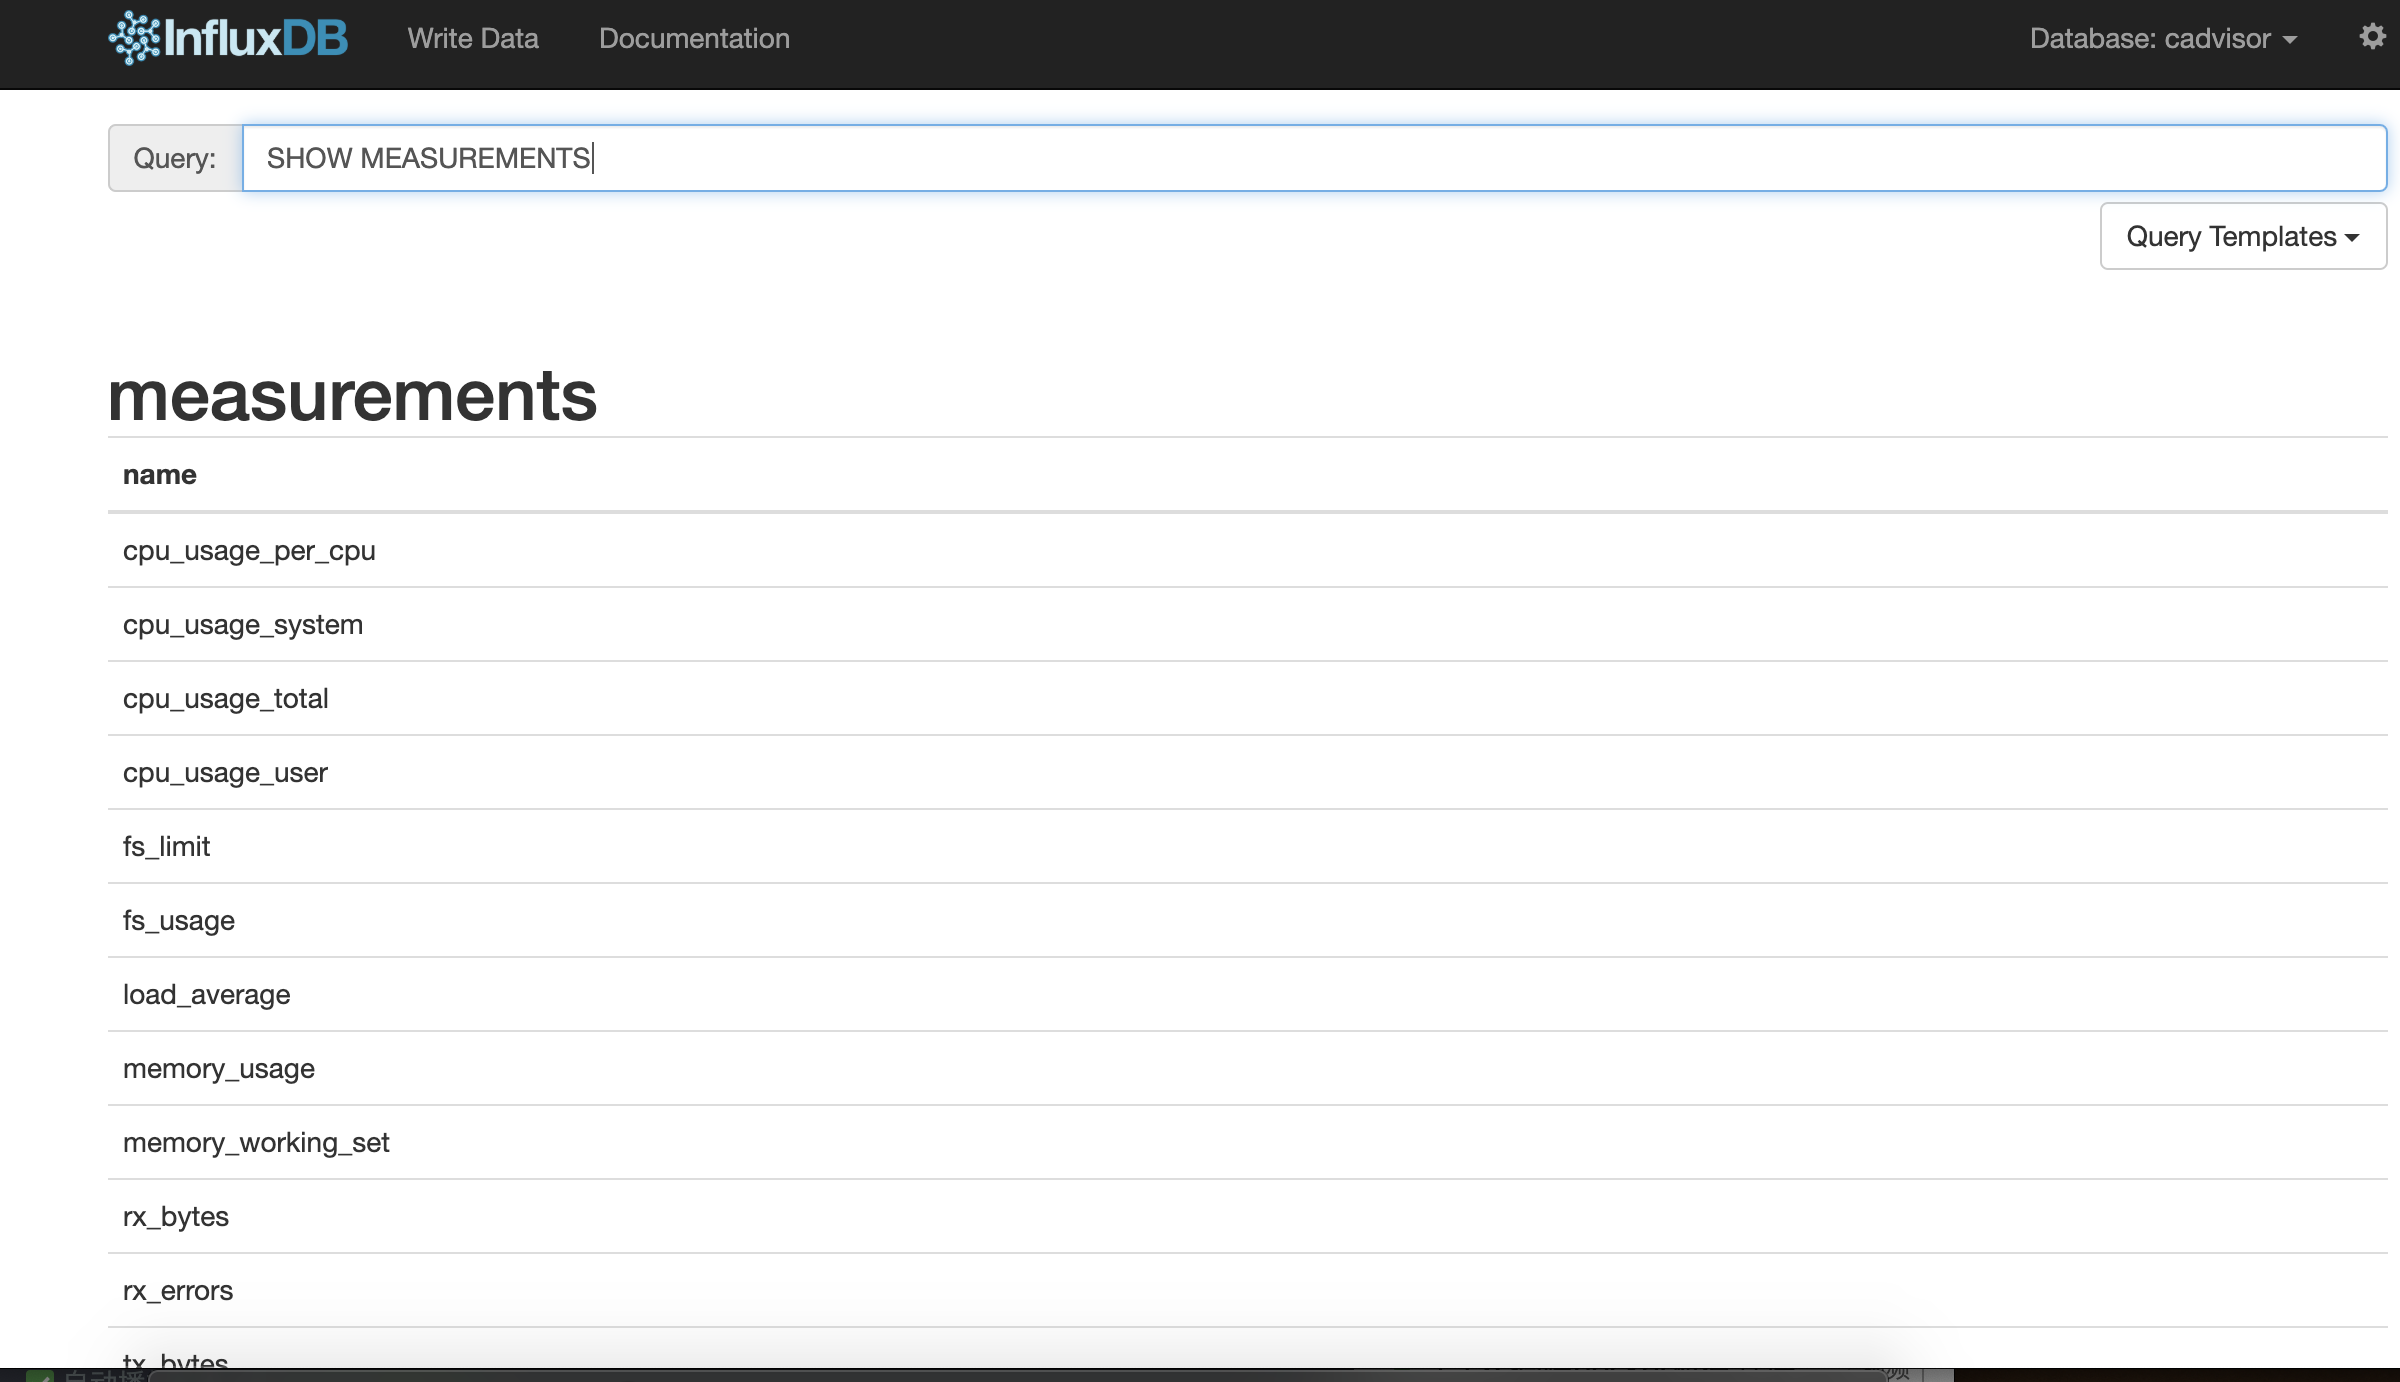 InfluxDB Write Data Documentation Database: cadvisor
Query: SHOW MEASUREMENTS
Query Templates
measurements
name
cpu_usage_per_cpu
cpu_usage_system
cpu_usage_total
cpu_usage_user
fs_limit
fs_usage
load_average
memory_usage
memory_working_set
rx_bytes
rx_errors
tx_bytes